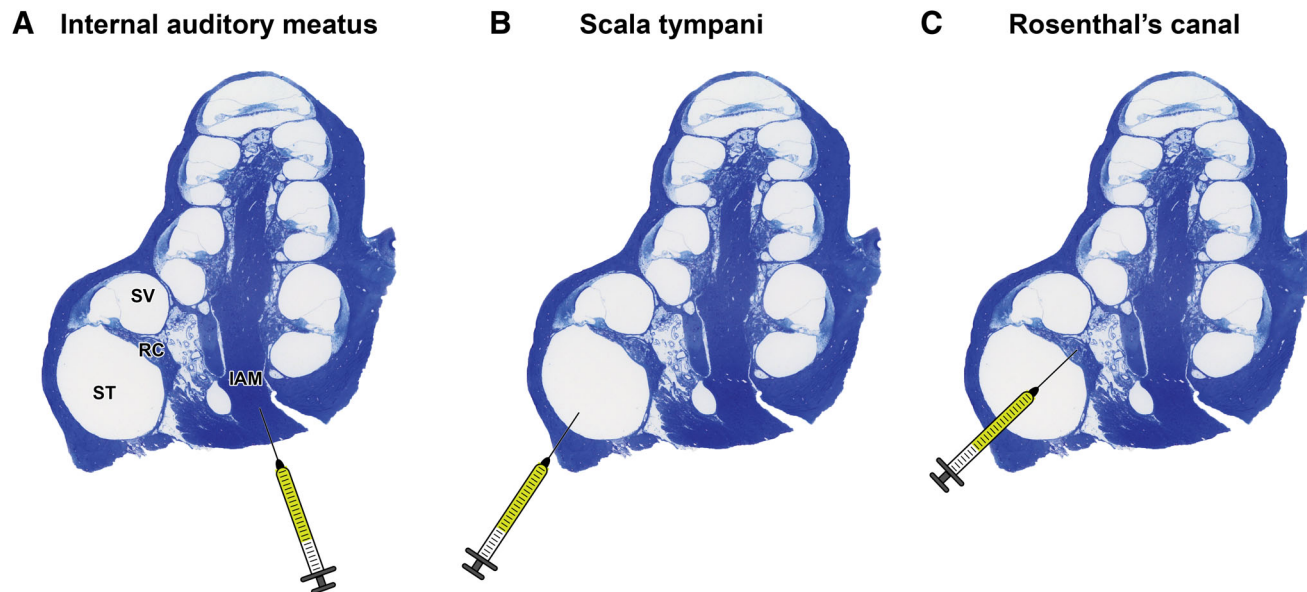 A Internal auditory meatus
B Scala tympani
C Rosenthal's canal
SV
RC
ST
IAM